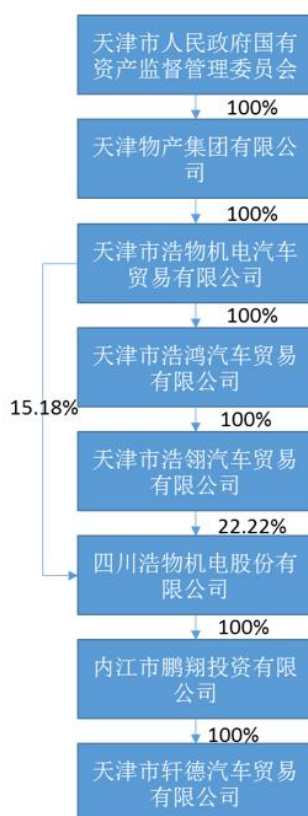 天津市人民政府国有
资产监督管理委员会
100%
天津物产集团有限公
司
100%
天津市浩物机电汽车
贸易有限公司
100%
天津市浩鸿汽车贸易
有限公司
15.18%
100%
天津市浩翎汽车贸易
有限公司
22.22%
四川浩物机电股份有
限公司
100%
内江市鹏翔投资有限
公司
100%
天津市轩德汽车贸易
有限公司